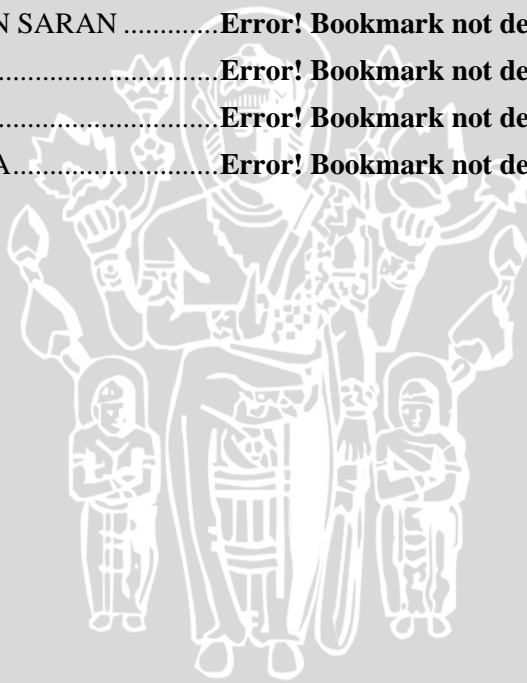 N SARAN .............Error! Bookmark not de
.............................Error! Bookmark not de
.............................Error! Bookmark not de
A...........................Error! Bookmark not de